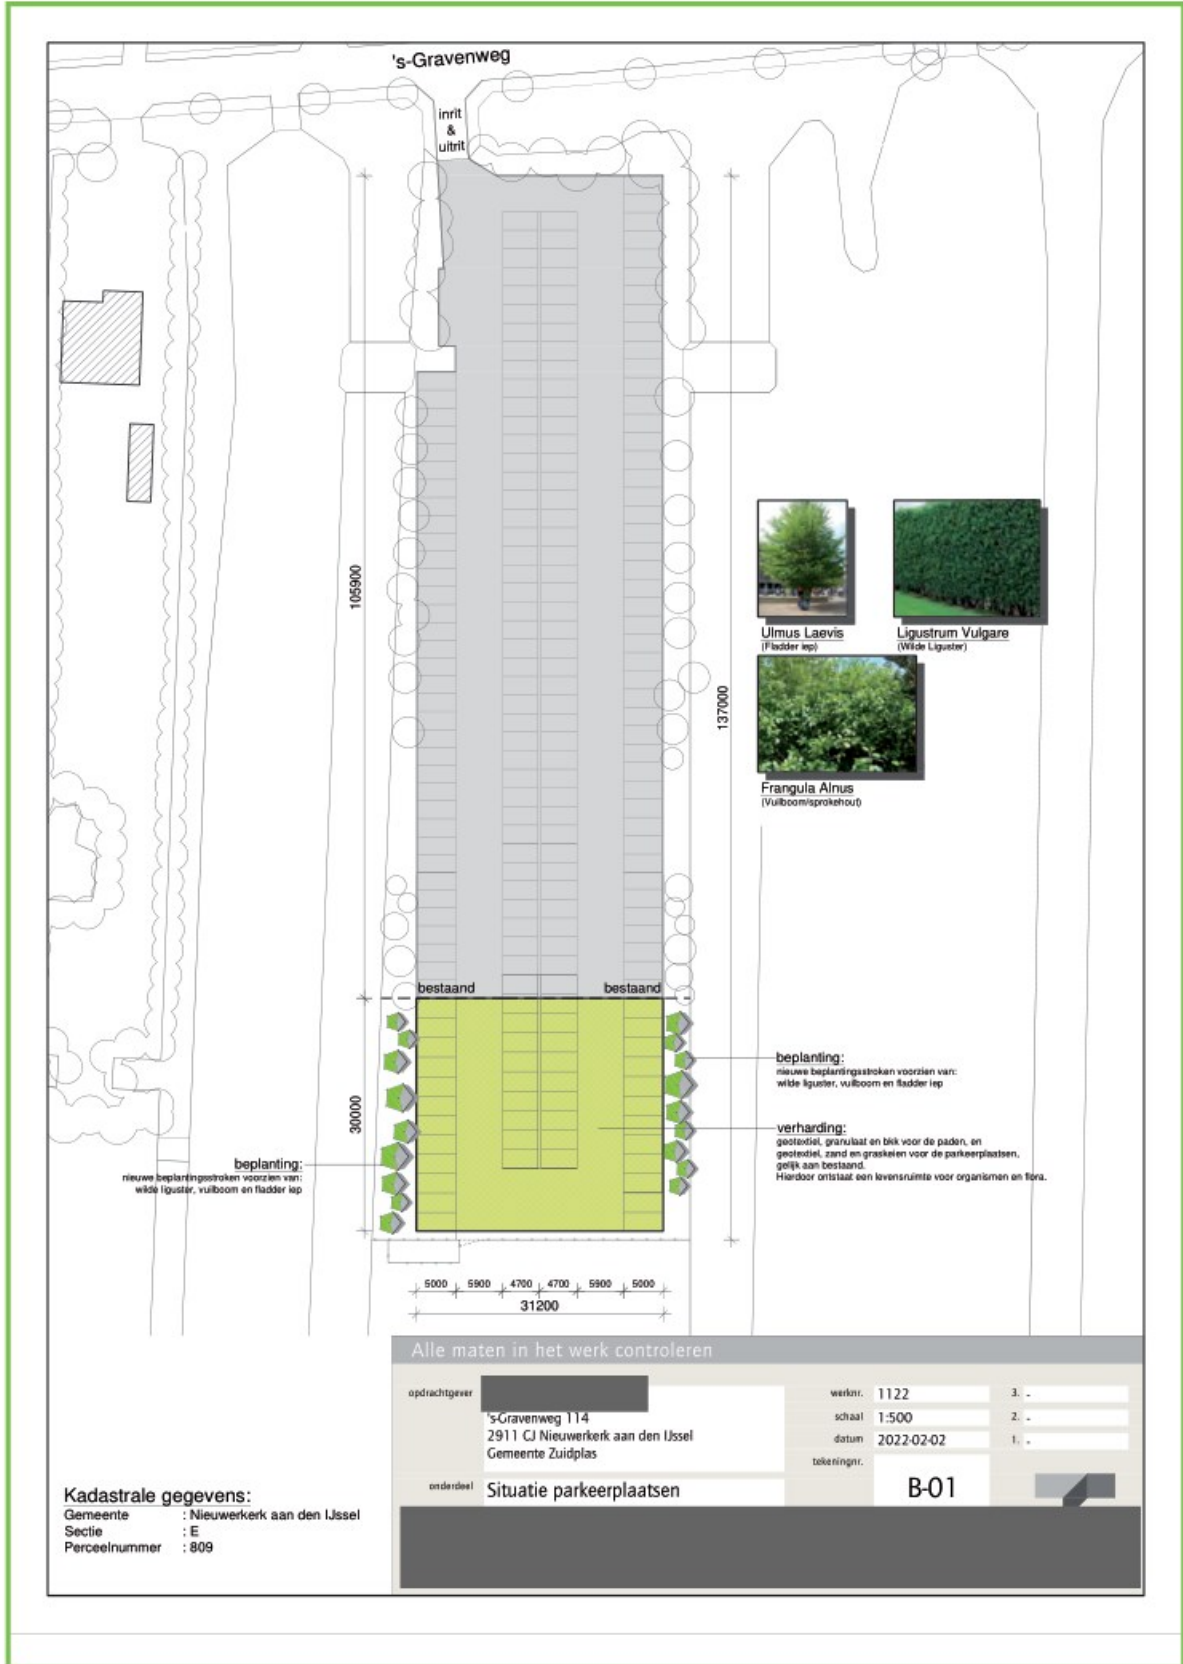 's-Gravenweg
inrit
&
uitrit
105900
137000
Ulmus Laevis
(Fladder iep)
Ligustrum Vulgare
(Wilde Liguster)
Frangula Alnus
(Vuilboom/sprokehout)
bestaand
bestaand
30000
beplanting:
nieuwe beplantingsstroken voorzien van:
wilde liguster, vuilboom en fladder iep
verharding:
geotextiel, granulaat en bkk voor de paden, en
geotextiel, zand en graskeien voor de parkeerplaatsen,
gelijk aan bestaand.
Hierdoor ontstaat een levensruimte voor organismen en flora.
beplanting:
nieuwe beplantingsstroken voorzien van:
wilde liguster, vuilboom en fladder iep
5000 5900 4700 4700 5900 5000
31200
Alle maten in het werk controleren
opdrachtgever
's-Gravenweg 114
2911 CJ Nieuwerkerk aan den IJssel
Gemeente Zuidplas
onderdeel Situatie parkeerplaatsen
werknr. 1122
schaal 1:500
datum 2022-02-02
tekeningnr.
B-01
3. -
2. -
1. -
Kadastrale gegevens:
Gemeente : Nieuwerkerk aan den IJssel
Sectie : E
Perceelnummer : 809